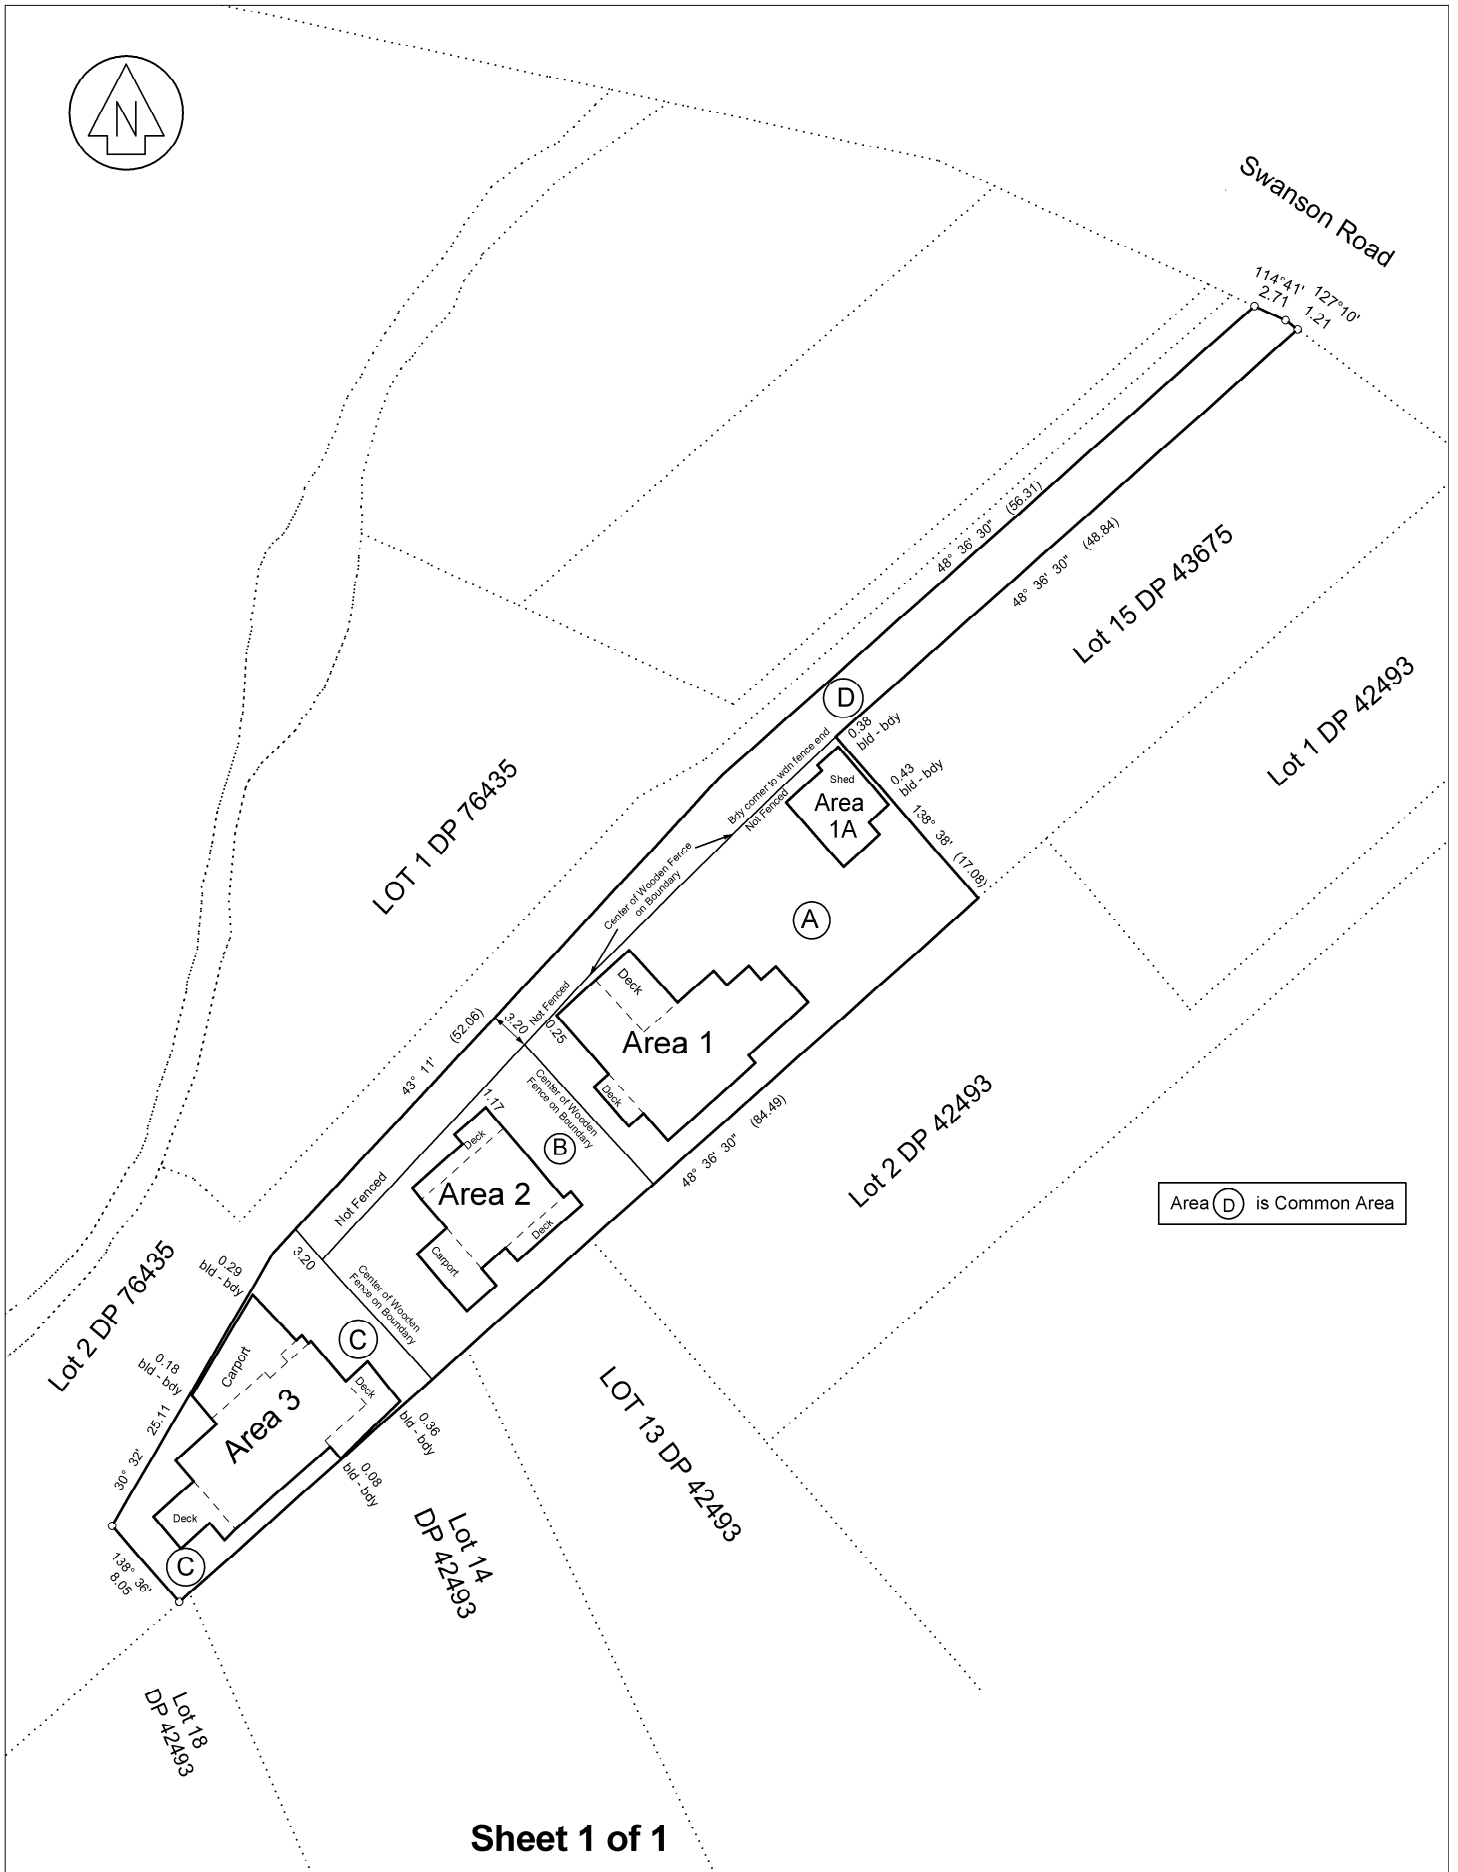 N
Swanson Road
114°41'
2.71
127°10'
1.21
48° 36' 30" (56.31)
48° 36' 30" (48.84)
Lot 15 DP 43675
Lot 1 DP 42493
D
0.38
bld - bdy
Bdy corner to wdn fence end
Not Fenced
Shed
Area
1A
0.43
bld - bdy
138° 38' (17.08)
LOT 1 DP 76435
Center of Wooden Fence
on Boundary
A
Deck
Not Fenced
3.20
0.25
Area 1
Deck
43° 11' (52.06)
Center of Wooden
Fence on Boundary
1.17
B
Deck
48° 36' 30" (84.49)
Lot 2 DP 42493
Area D is Common Area
Area 2
Not Fenced
Deck
Carport
3.20
0.29
bld - bdy
Center of Wooden
Fence on Boundary
Lot 2 DP 76435
C
0.18
bld - bdy
Carport
Deck
Area 3
0.36
bld - bdy
LOT 13 DP 42493
30° 32' 25.11
0.08
bld - bdy
Deck
Lot 14
DP 42493
C
138° 36'
8.05
Lot 18
DP 42493
Sheet 1 of 1